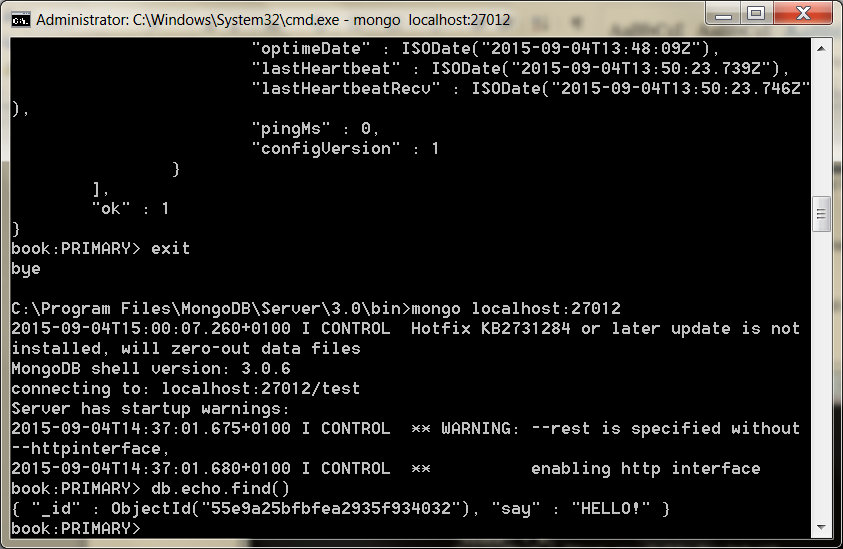 Administrator: C:\Windows\System32\cmd.exe - mongo  localhost:27012
"optimeDate" : ISODate("2015-09-04T13:48:09Z"),
"lastHeartbeat" : ISODate("2015-09-04T13:50:23.739Z"),
"lastHeartbeatRecv" : ISODate("2015-09-04T13:50:23.746Z"
),
"pingMs" : 0,
"configVersion" : 1
}
],
"ok" : 1
}
book:PRIMARY> exit
bye
C:\Program Files\MongoDB\Server\3.0\bin>mongo localhost:27012
2015-09-04T15:00:07.260+0100 I CONTROL  Hotfix KB2731284 or later update is not
installed, will zero-out data files
MongoDB shell version: 3.0.6
connecting to: localhost:27012/test
Server has startup warnings:
2015-09-04T14:37:01.675+0100 I CONTROL  ** WARNING: --rest is specified without
--httpinterface,
2015-09-04T14:37:01.680+0100 I CONTROL  **          enabling http interface
book:PRIMARY> db.echo.find()
{ "_id" : ObjectId("55e9a25bfbfea2935f934032"), "say" : "HELLO!" }
book:PRIMARY>